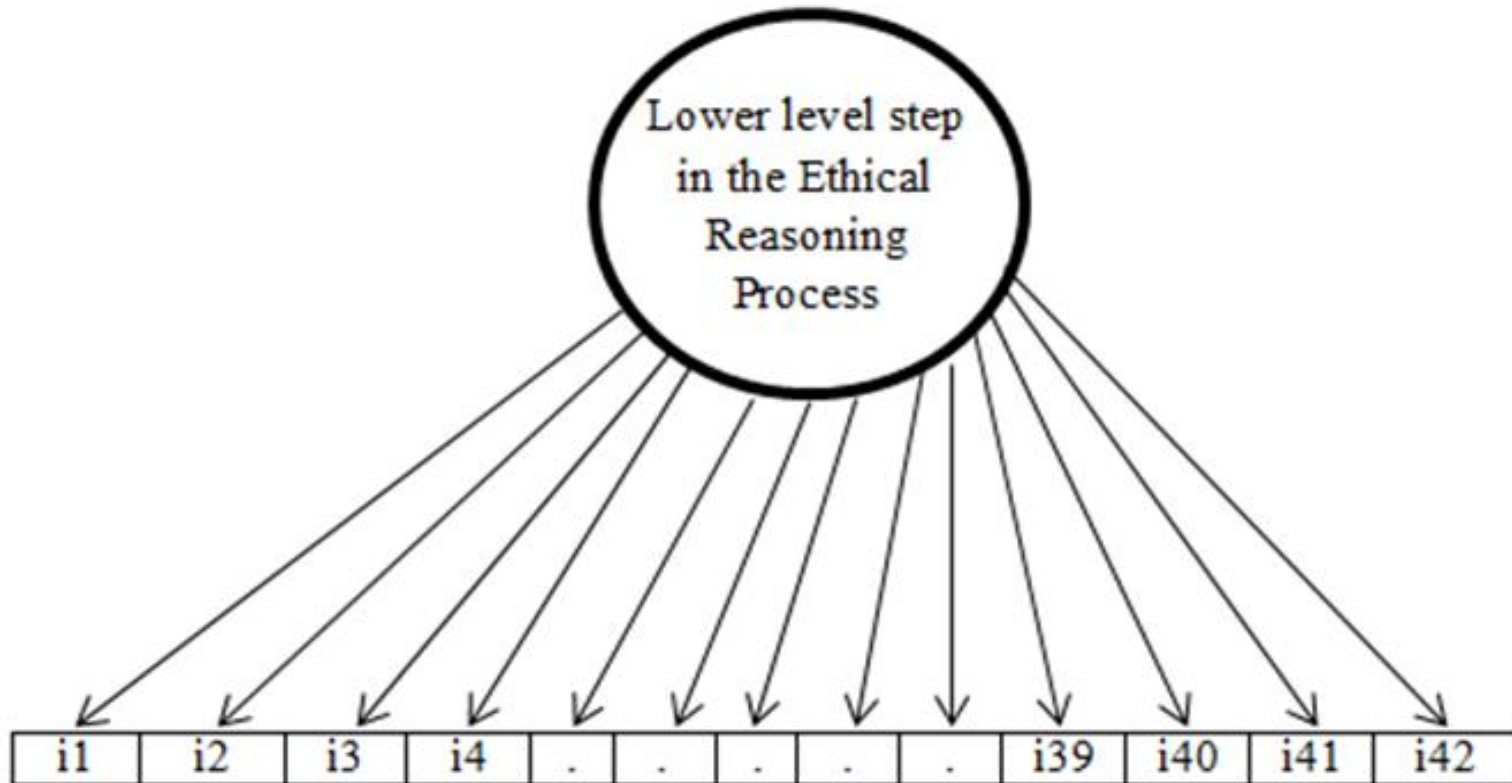 Lower level step
in the Ethical
Reasoning
Process
i1 i2 i3 i4 . . . . . i39 i40 i41 i42